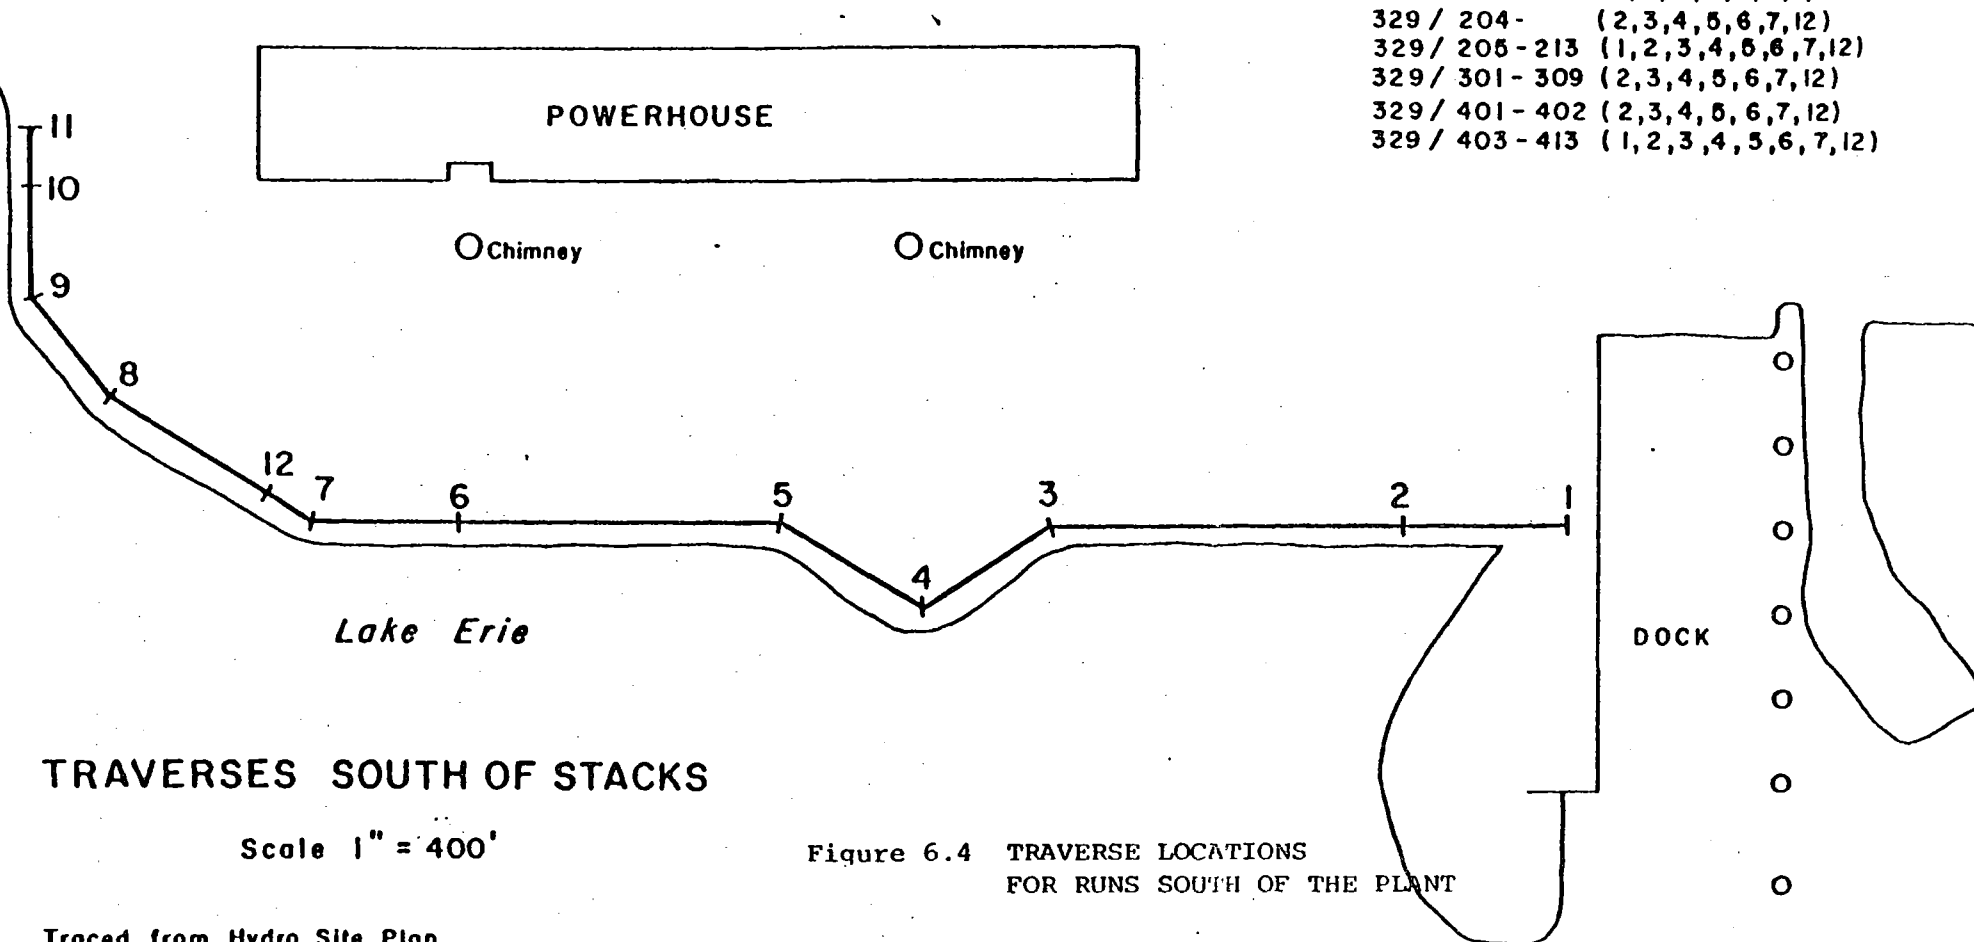 329 / 204- (2,3,4,5,6,7,12)
329 / 205-213 (1,2,3,4,5,6,7,12)
329 / 301-309 (2,3,4,5,6,7,12)
329 / 401-402 (2,3,4,5,6,7,12)
329 / 403-413 (1,2,3,4,5,6,7,12)
POWERHOUSE
11
10
Chimney
Chimney
9
8
12
7
6
5
3
2
1
4
Lake Erie
DOCK
TRAVERSES SOUTH OF STACKS
Scale 1" = 400'
Figure 6.4 TRAVERSE LOCATIONS
FOR RUNS SOUTH OF THE PLANT
Traced from Hydro Site Plan